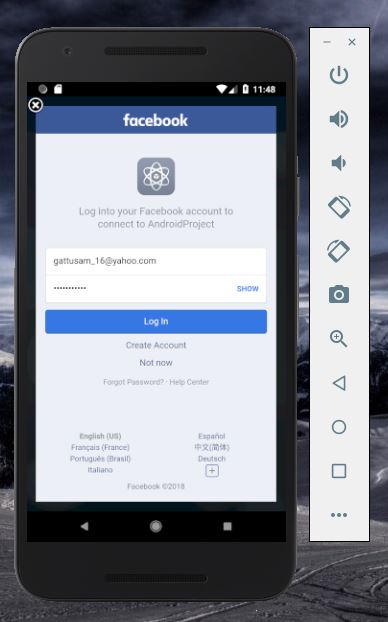 11:48
facebook
Log into your Facebook account to
connect to AndroidProject
gattusam_16@yahoo.com
•••••••••••
SHOW
Log In
Create Account
Not now
Forgot Password? · Help Center
English (US)
Español
Français (France)
中文(简体)
Português (Brasil)
Deutsch
Italiano
Facebook ©2018